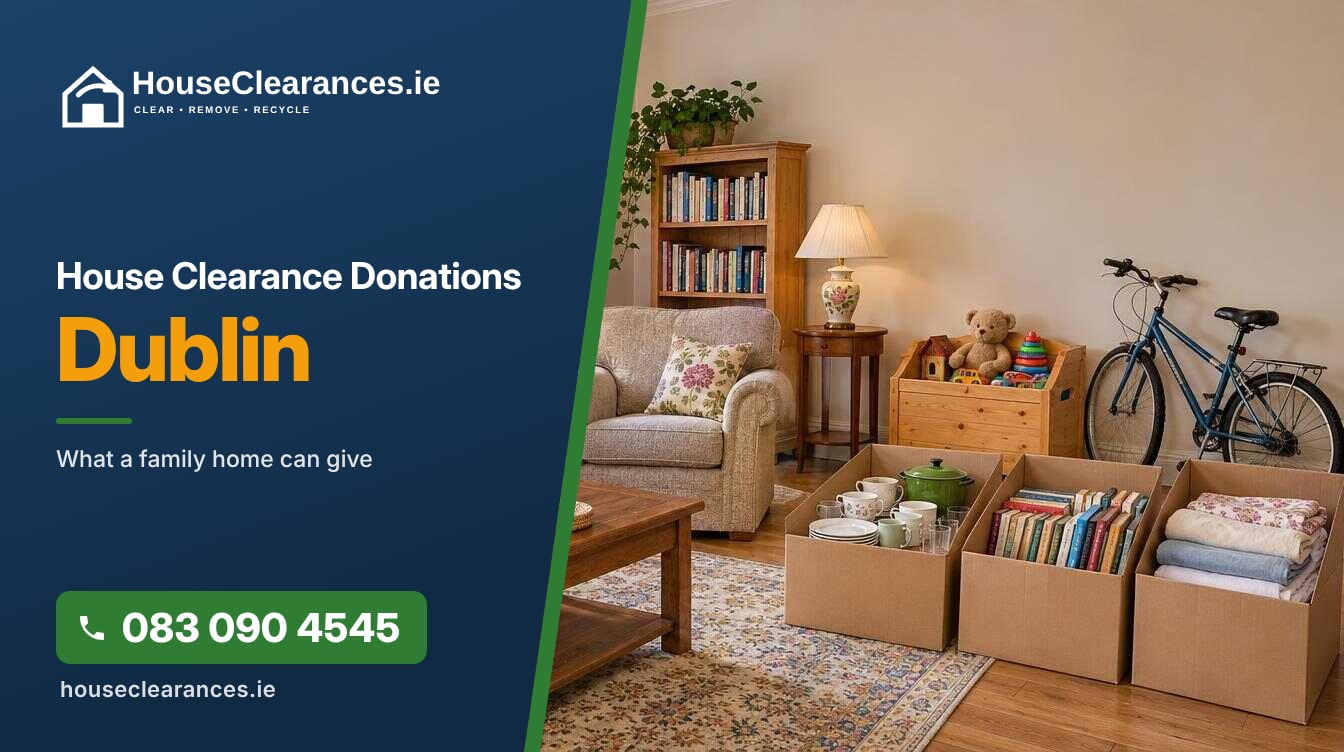 HouseClearances.ie
CLEAR • REMOVE • RECYCLE
House Clearance Donations
Dublin
What a family home can give
083 090 4545
houseclearances.ie